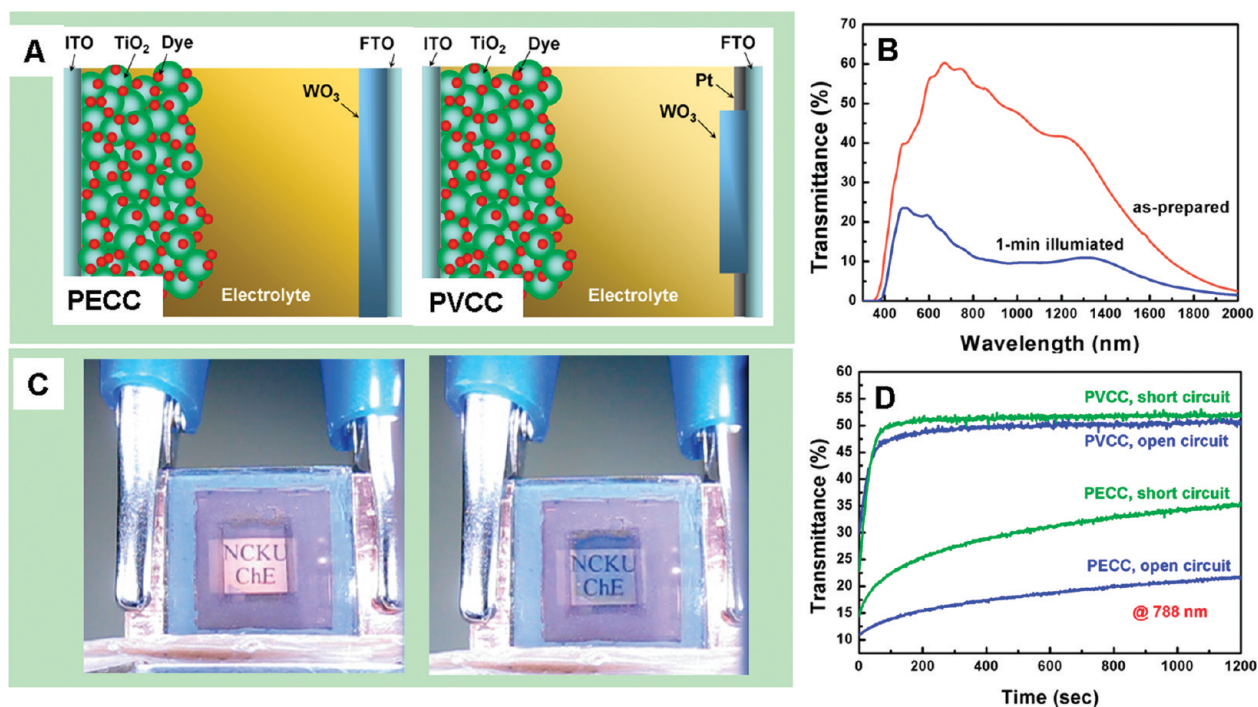 A
ITO TiO2 Dye FTO
WO3
PECC
Electrolyte
ITO TiO2 Dye FTO
Pt
WO3
PVCC
Electrolyte
B
Transmittance (%)
70
60
50
40
30
20
10
0
as-prepared
1-min illumiated
400 600 800 1000 1200 1400 1600 1800 2000
Wavelength (nm)
C
NCKU
ChE
NCKU
ChE
D
Transmittance (%)
60
55
50
45
40
35
30
25
20
15
10
PVCC, short circuit
PVCC, open circuit
PECC, short circuit
PECC, open circuit
@ 788 nm
0 200 400 600 800 1000 1200
Time (sec)